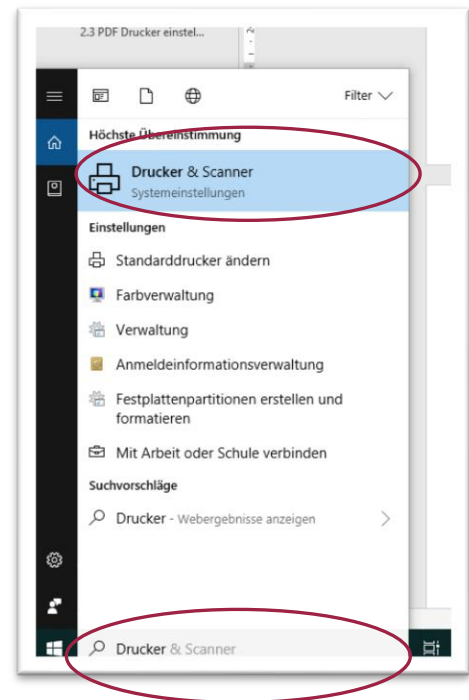 2.3 PDF Drucker einstel...
Filter
Höchste Übereinstimmung
Drucker & Scanner
Systemeinstellungen
Einstellungen
Standarddrucker ändern
Farbverwaltung
Verwaltung
Anmeldeinformationsverwaltung
Festplattenpartitionen erstellen und
formatieren
Mit Arbeit oder Schule verbinden
Suchvorschläge
Drucker - Webergebnisse anzeigen
Drucker & Scanner